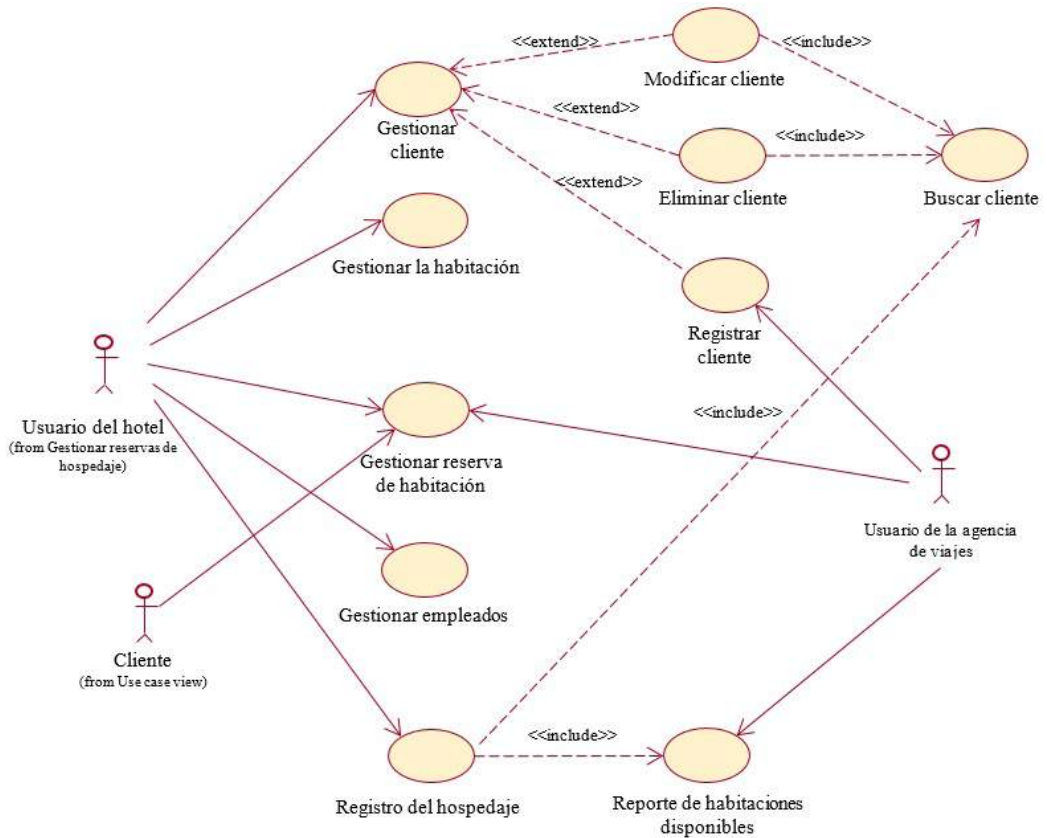 <<extend>>
<<include>>
Modificar cliente
Gestionar
cliente
<<extend>>
<<include>>
<<extend>>
Eliminar cliente
Buscar cliente
Gestionar la habitación
Registrar
cliente
Usuario del hotel
(from Gestionar reservas de
hospedaje)
<<include>>
Gestionar reserva
de habitación
Usuario de la agencia
de viajes
Gestionar empleados
Cliente
(from Use case view)
<<include>>
Registro del hospedaje
Reporte de habitaciones
disponibles